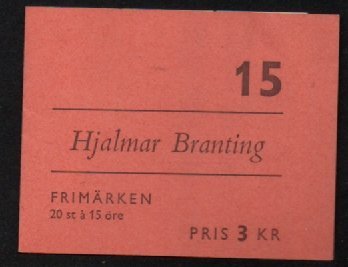 15
Hjalmar Branting
FRIMÄRKEN
20 st à 15 öre
PRIS 3 KR